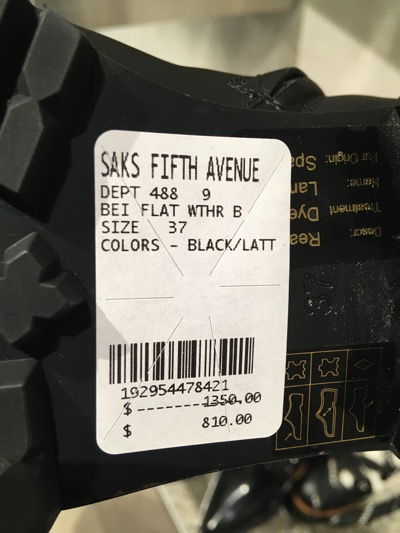 SAKS FIFTH AVENUE
DEPT 488 9
BEI FLAT WTHR B
SIZE 37
COLORS - BLACK/LATT
192954478421
$ -------- 1350.00
$ 810.00
Fur Origin: Spa
Name: Lan
Treatment Dye
Descr: Rea
37